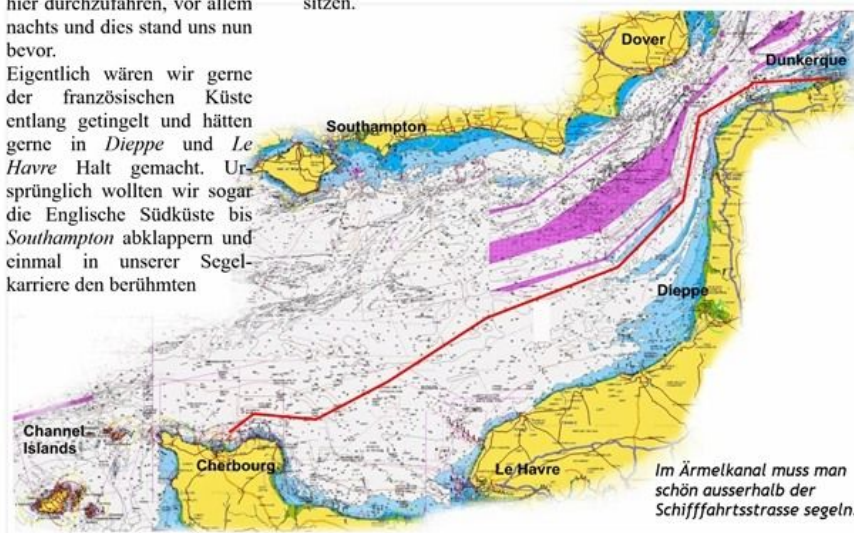 hier durchzufahren, vor allem
nachts und dies stand uns nun
bevor.
Eigentlich wären wir gerne
der französischen Küste
entlang getingelt und hätten
gerne in Dieppe und Le
Havre Halt gemacht. Ur-
sprünglich wollten wir sogar
die Englische Südküste bis
Southampton abklappern und
einmal in unserer Segel-
karriere den berühmten
sitzen.
Dover
Dunkerque
Southampton
Dieppe
Channel
Islands
Cherbourg
Le Havre
Im Ärmelkanal muss man
schön ausserhalb der
Schifffahrtsstrasse segeln.